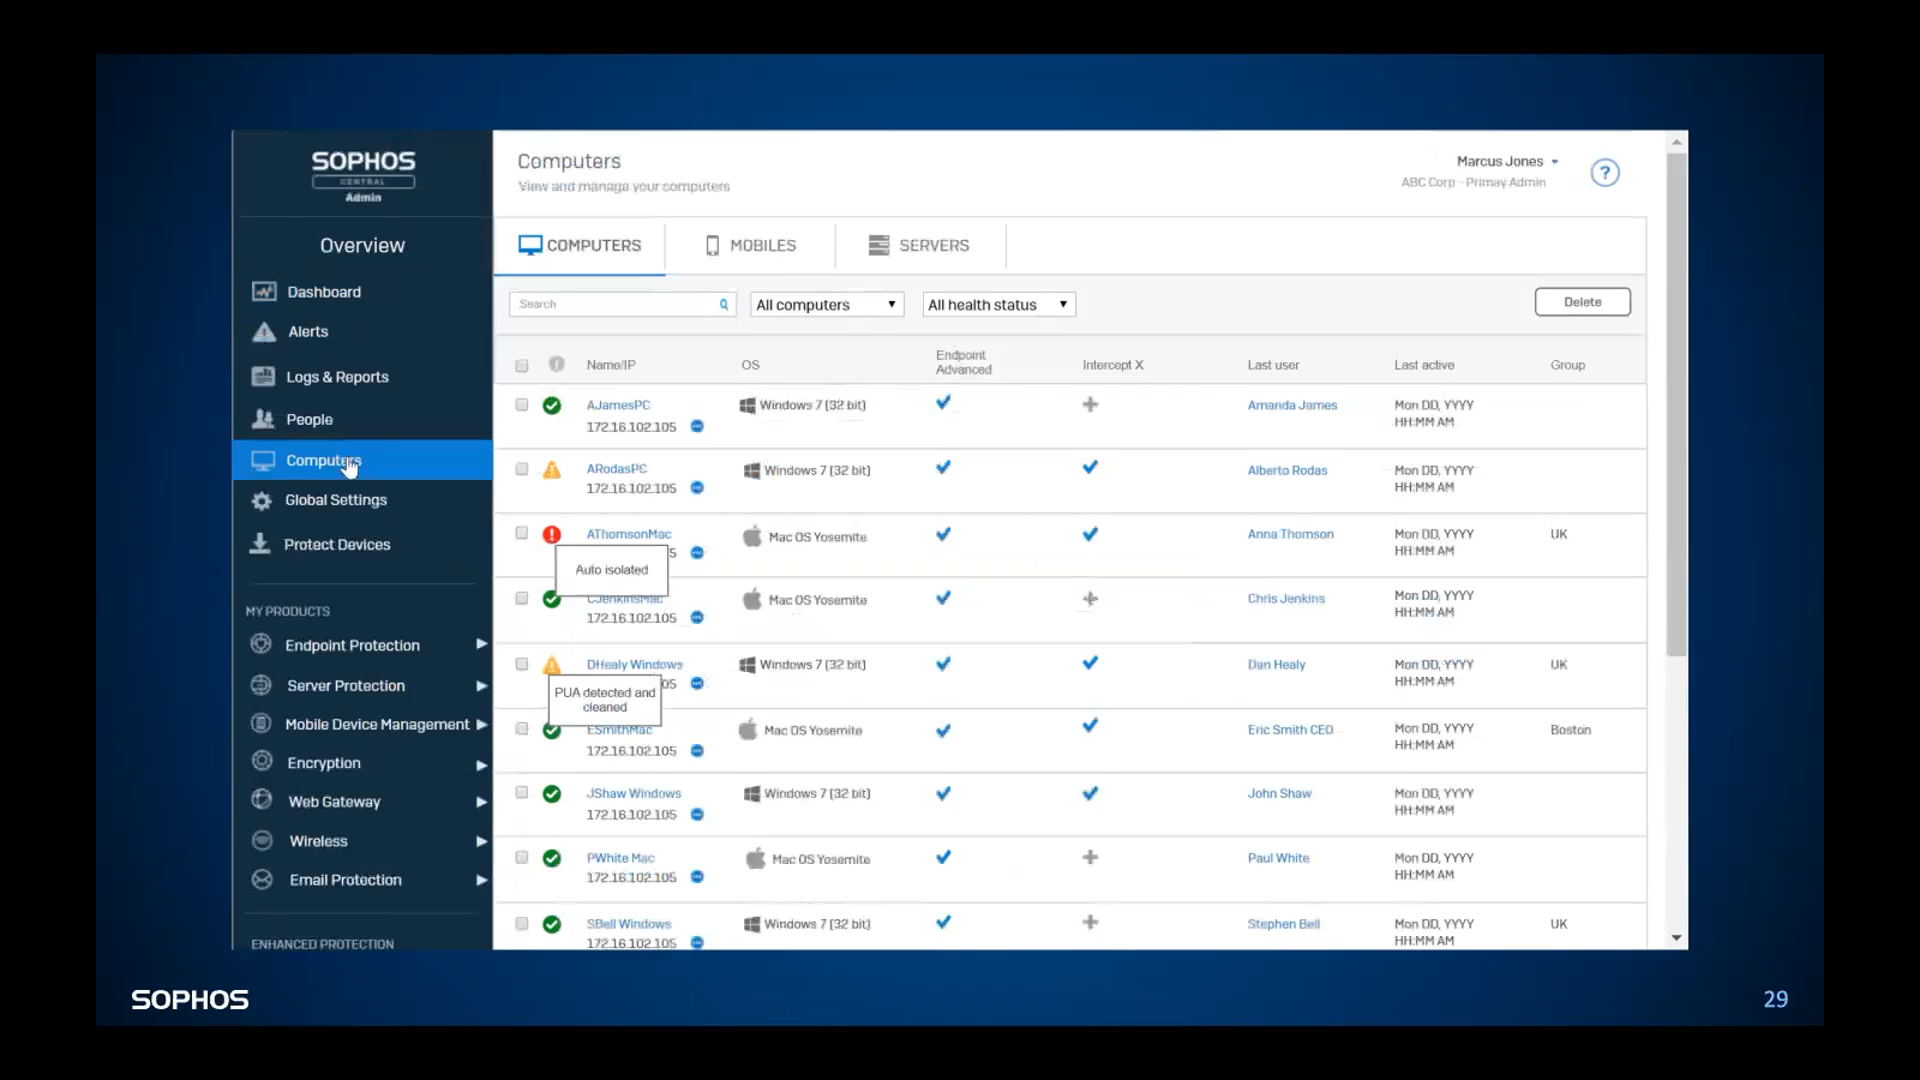 SOPHOS
CENTRAL
Admin
Overview
Dashboard
Alerts
Logs & Reports
People
Computers
Global Settings
Protect Devices
MY PRODUCTS
Endpoint Protection
Server Protection
Mobile Device Management
Encryption
Web Gateway
Wireless
Email Protection
ENHANCED PROTECTION
Computers
View and manage your computers
Marcus Jones
ABC Corp - Primay Admin
?
COMPUTERS MOBILES SERVERS
Search All computers All health status Delete
Name/IP OS Endpoint Advanced Intercept X Last user Last active Group
AJamesPC Windows 7 (32 bit) Amanda James Mon DD, YYYY
172.16.102.105 HH:MM AM
ARodasPC Windows 7 (32 bit) Alberto Rodas Mon DD, YYYY
172.16.102.105 HH:MM AM
AThomsonMac Mac OS Yosemite Anna Thomson Mon DD, YYYY UK
5 HH:MM AM
Auto isolated
CJenkinsMac Mac OS Yosemite Chris Jenkins Mon DD, YYYY
172.16.102.105 HH:MM AM
DHealy Windows Windows 7 (32 bit) Dan Healy Mon DD, YYYY UK
05 HH:MM AM
PUA detected and
cleaned
ESmithMac Mac OS Yosemite Eric Smith CEO Mon DD, YYYY Boston
172.16.102.105 HH:MM AM
JShaw Windows Windows 7 (32 bit) John Shaw Mon DD, YYYY
172.16.102.105 HH:MM AM
PWhite Mac Mac OS Yosemite Paul White Mon DD, YYYY
172.16.102.105 HH:MM AM
SBell Windows Windows 7 (32 bit) Stephen Bell Mon DD, YYYY UK
172.16.102.105 HH:MM AM
SOPHOS
29